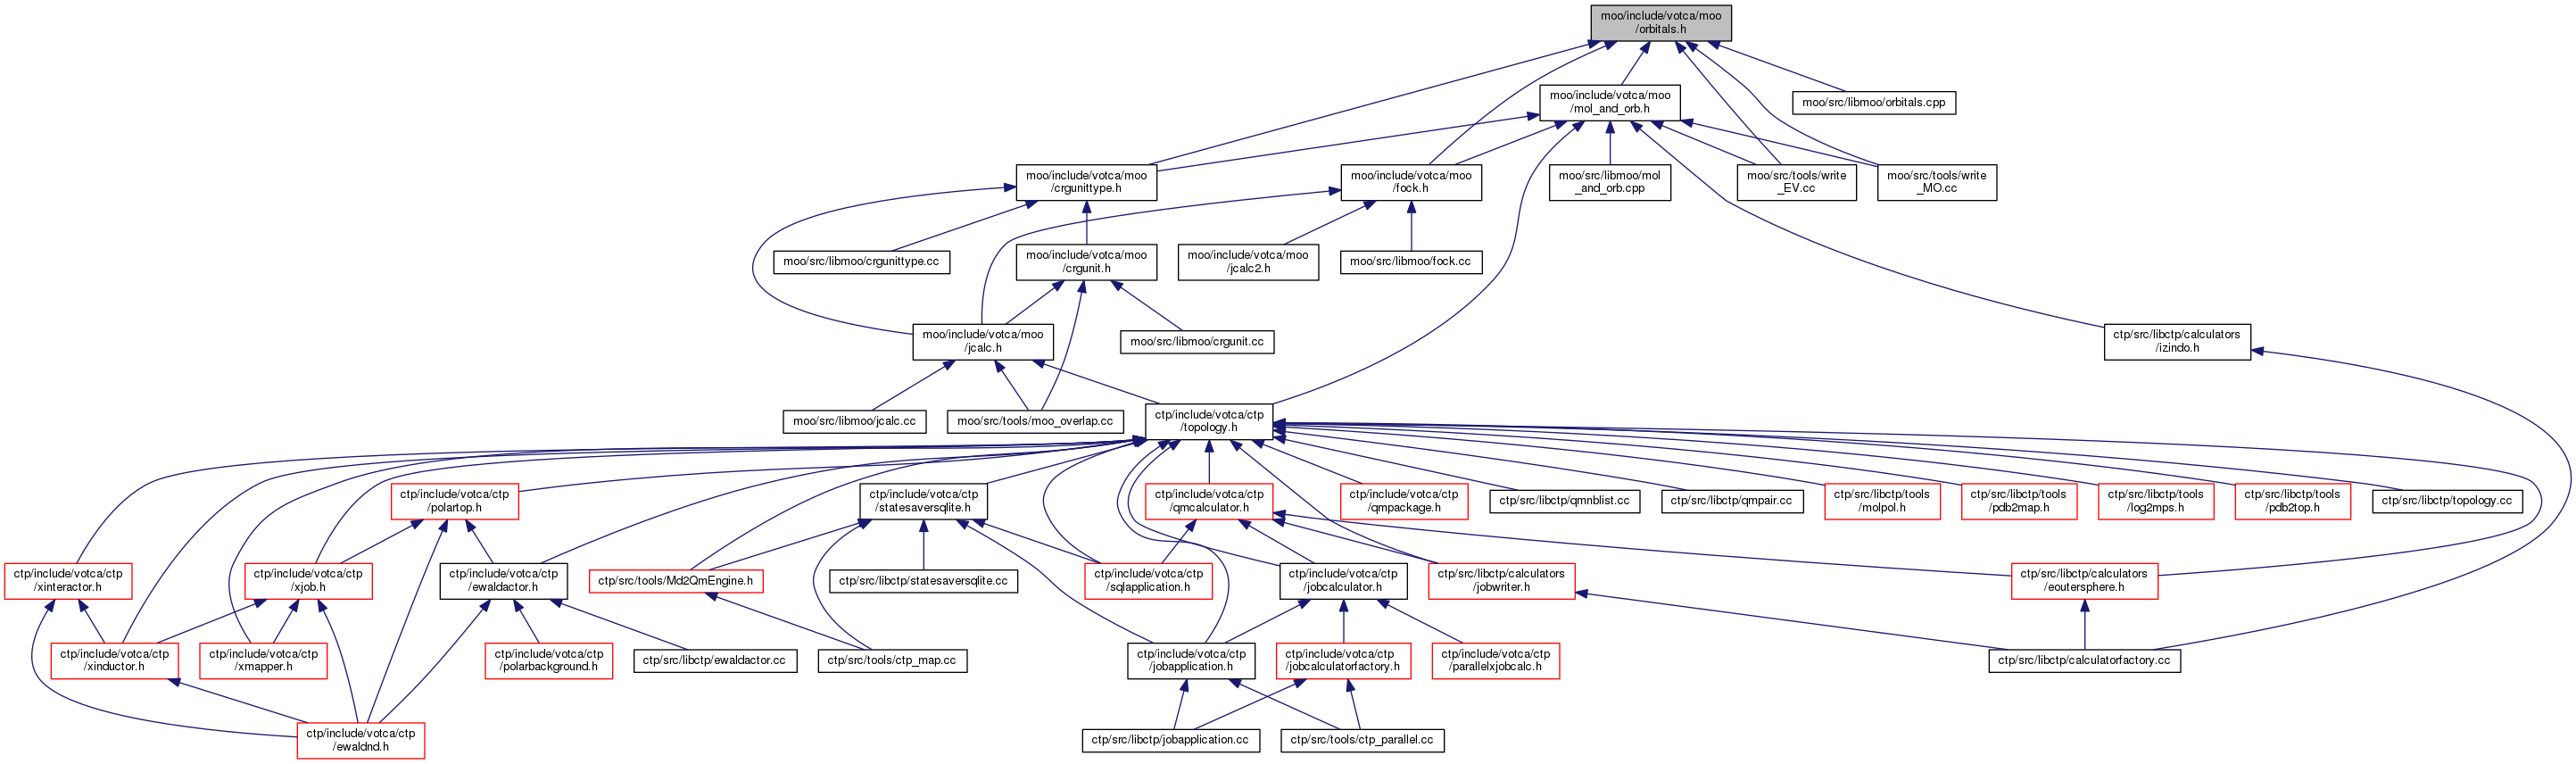 moo/include/votca/moo
/orbitals.h
moo/include/votca/moo
/mol_and_orb.h
moo/src/libmoo/orbitals.cpp
moo/include/votca/moo
/crgunittype.h
moo/include/votca/moo
/fock.h
moo/src/libmoo/mol
_and_orb.cpp
moo/src/tools/write
_EV.cc
moo/src/tools/write
_MO.cc
moo/src/libmoo/crgunittype.cc
moo/include/votca/moo
/crgunit.h
moo/include/votca/moo
/jcalc2.h
moo/src/libmoo/fock.cc
moo/include/votca/moo
/jcalc.h
moo/src/libmoo/crgunit.cc
ctp/src/libctp/calculators
/izindo.h
moo/src/libmoo/jcalc.cc
moo/src/tools/moo_overlap.cc
ctp/include/votca/ctp
/topology.h
ctp/include/votca/ctp
/polartop.h
ctp/include/votca/ctp
/statesaversqlite.h
ctp/include/votca/ctp
/qmcalculator.h
ctp/include/votca/ctp
/qmpackage.h
ctp/src/libctp/qmnblist.cc
ctp/src/libctp/qmpair.cc
ctp/src/libctp/tools
/molpol.h
ctp/src/libctp/tools
/pdb2map.h
ctp/src/libctp/tools
/log2mps.h
ctp/src/libctp/tools
/pdb2top.h
ctp/src/libctp/topology.cc
ctp/include/votca/ctp
/xinteractor.h
ctp/include/votca/ctp
/xjob.h
ctp/include/votca/ctp
/ewaldactor.h
ctp/src/tools/Md2QmEngine.h
ctp/src/libctp/statesaversqlite.cc
ctp/include/votca/ctp
/sqlapplication.h
ctp/include/votca/ctp
/jobcalculator.h
ctp/src/libctp/calculators
/jobwriter.h
ctp/src/libctp/calculators
/eoutersphere.h
ctp/include/votca/ctp
/xinductor.h
ctp/include/votca/ctp
/xmapper.h
ctp/include/votca/ctp
/polarbackground.h
ctp/src/libctp/ewaldactor.cc
ctp/src/tools/ctp_map.cc
ctp/include/votca/ctp
/jobapplication.h
ctp/include/votca/ctp
/jobcalculatorfactory.h
ctp/include/votca/ctp
/parallelxjobcalc.h
ctp/src/libctp/calculatorfactory.cc
ctp/include/votca/ctp
/ewaldnd.h
ctp/src/libctp/jobapplication.cc
ctp/src/tools/ctp_parallel.cc